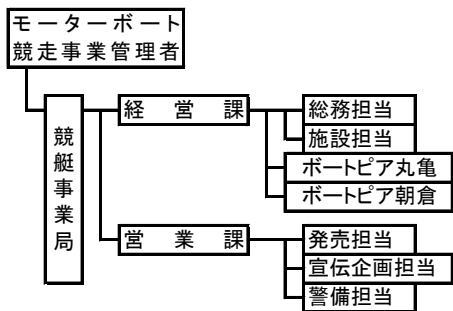 モーターボート
競走事業管理者
競艇事業局
経営課
総務担当
施設担当
ボートピア丸亀
ボートピア朝倉
営業課
発売担当
宣伝企画担当
警備担当